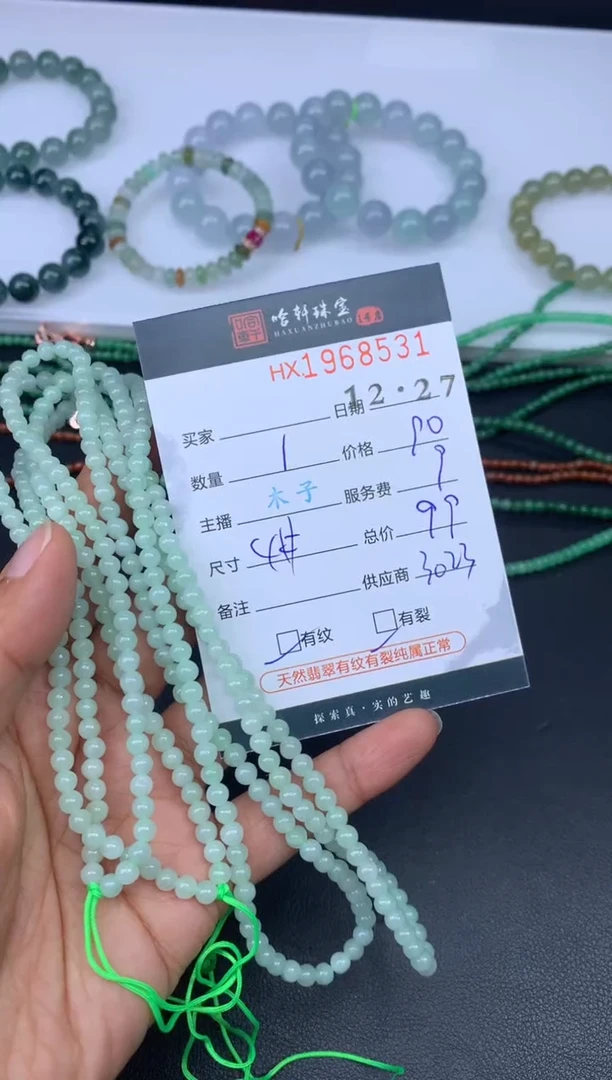 哈轩珠宝
HAXUANZHUBAO
HX1968531
买家 日期 12·27
数量 1 价格 90
主播 木子 服务费 9
尺寸 总价 99
备注 供应商 3023
有纹 有裂
天然翡翠有纹有裂纯属正常
探索真·实的艺趣